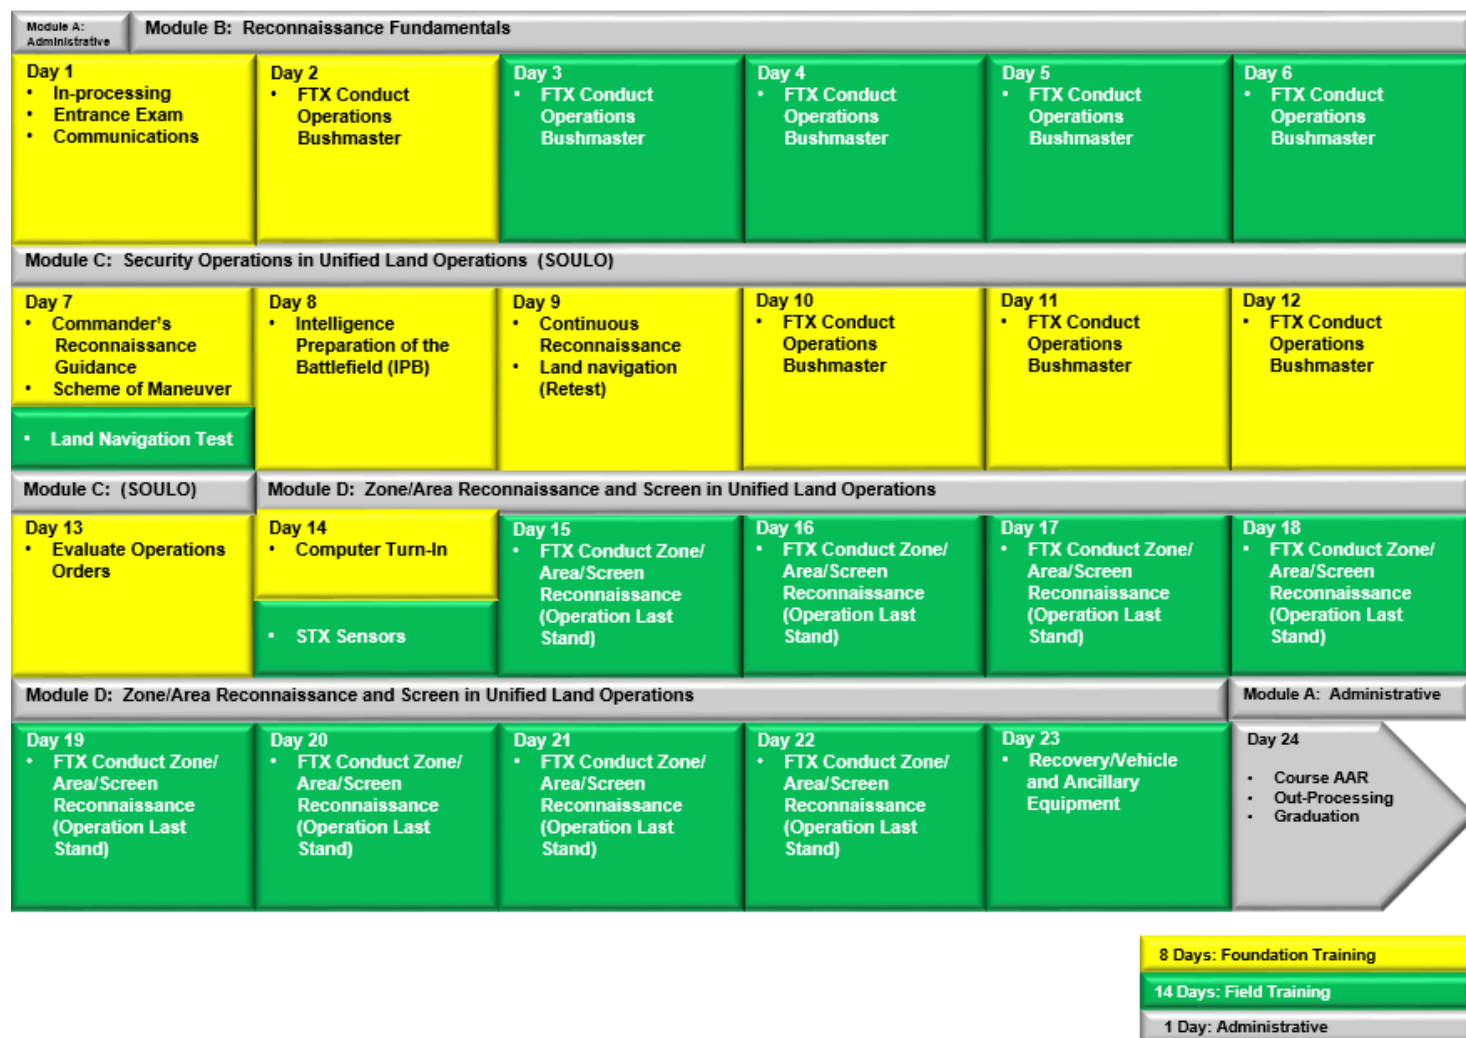 Module A:
Administrative
Module B:  Reconnaissance Fundamentals
Day 1
• In-processing
• Entrance Exam
• Communications
Day 2
• FTX Conduct
Operations
Bushmaster
Day 3
• FTX Conduct
Operations
Bushmaster
Day 4
• FTX Conduct
Operations
Bushmaster
Day 5
• FTX Conduct
Operations
Bushmaster
Day 6
• FTX Conduct
Operations
Bushmaster
Module C:  Security Operations in Unified Land Operations  (SOULO)
Day 7
• Commander's
Reconnaissance
Guidance
• Scheme of Maneuver
• Land Navigation Test
Day 8
• Intelligence
Preparation of the
Battlefield (IPB)
Day 9
• Continuous
Reconnaissance
• Land navigation
(Retest)
Day 10
• FTX Conduct
Operations
Bushmaster
Day 11
• FTX Conduct
Operations
Bushmaster
Day 12
• FTX Conduct
Operations
Bushmaster
Module C:  (SOULO)
Module D:  Zone/Area Reconnaissance and Screen in Unified Land Operations
Day 13
• Evaluate Operations
Orders
Day 14
• Computer Turn-In
• STX Sensors
Day 15
• FTX Conduct Zone/
Area/Screen
Reconnaissance
(Operation Last
Stand)
Day 16
• FTX Conduct Zone/
Area/Screen
Reconnaissance
(Operation Last
Stand)
Day 17
• FTX Conduct Zone/
Area/Screen
Reconnaissance
(Operation Last
Stand)
Day 18
• FTX Conduct Zone/
Area/Screen
Reconnaissance
(Operation Last
Stand)
Module D:  Zone/Area Reconnaissance and Screen in Unified Land Operations
Module A:  Administrative
Day 19
• FTX Conduct Zone/
Area/Screen
Reconnaissance
(Operation Last
Stand)
Day 20
• FTX Conduct Zone/
Area/Screen
Reconnaissance
(Operation Last
Stand)
Day 21
• FTX Conduct Zone/
Area/Screen
Reconnaissance
(Operation Last
Stand)
Day 22
• FTX Conduct Zone/
Area/Screen
Reconnaissance
(Operation Last
Stand)
Day 23
• Recovery/Vehicle
and Ancillary
Equipment
Day 24
• Course AAR
• Out-Processing
• Graduation
8 Days: Foundation Training
14 Days: Field Training
1 Day: Administrative